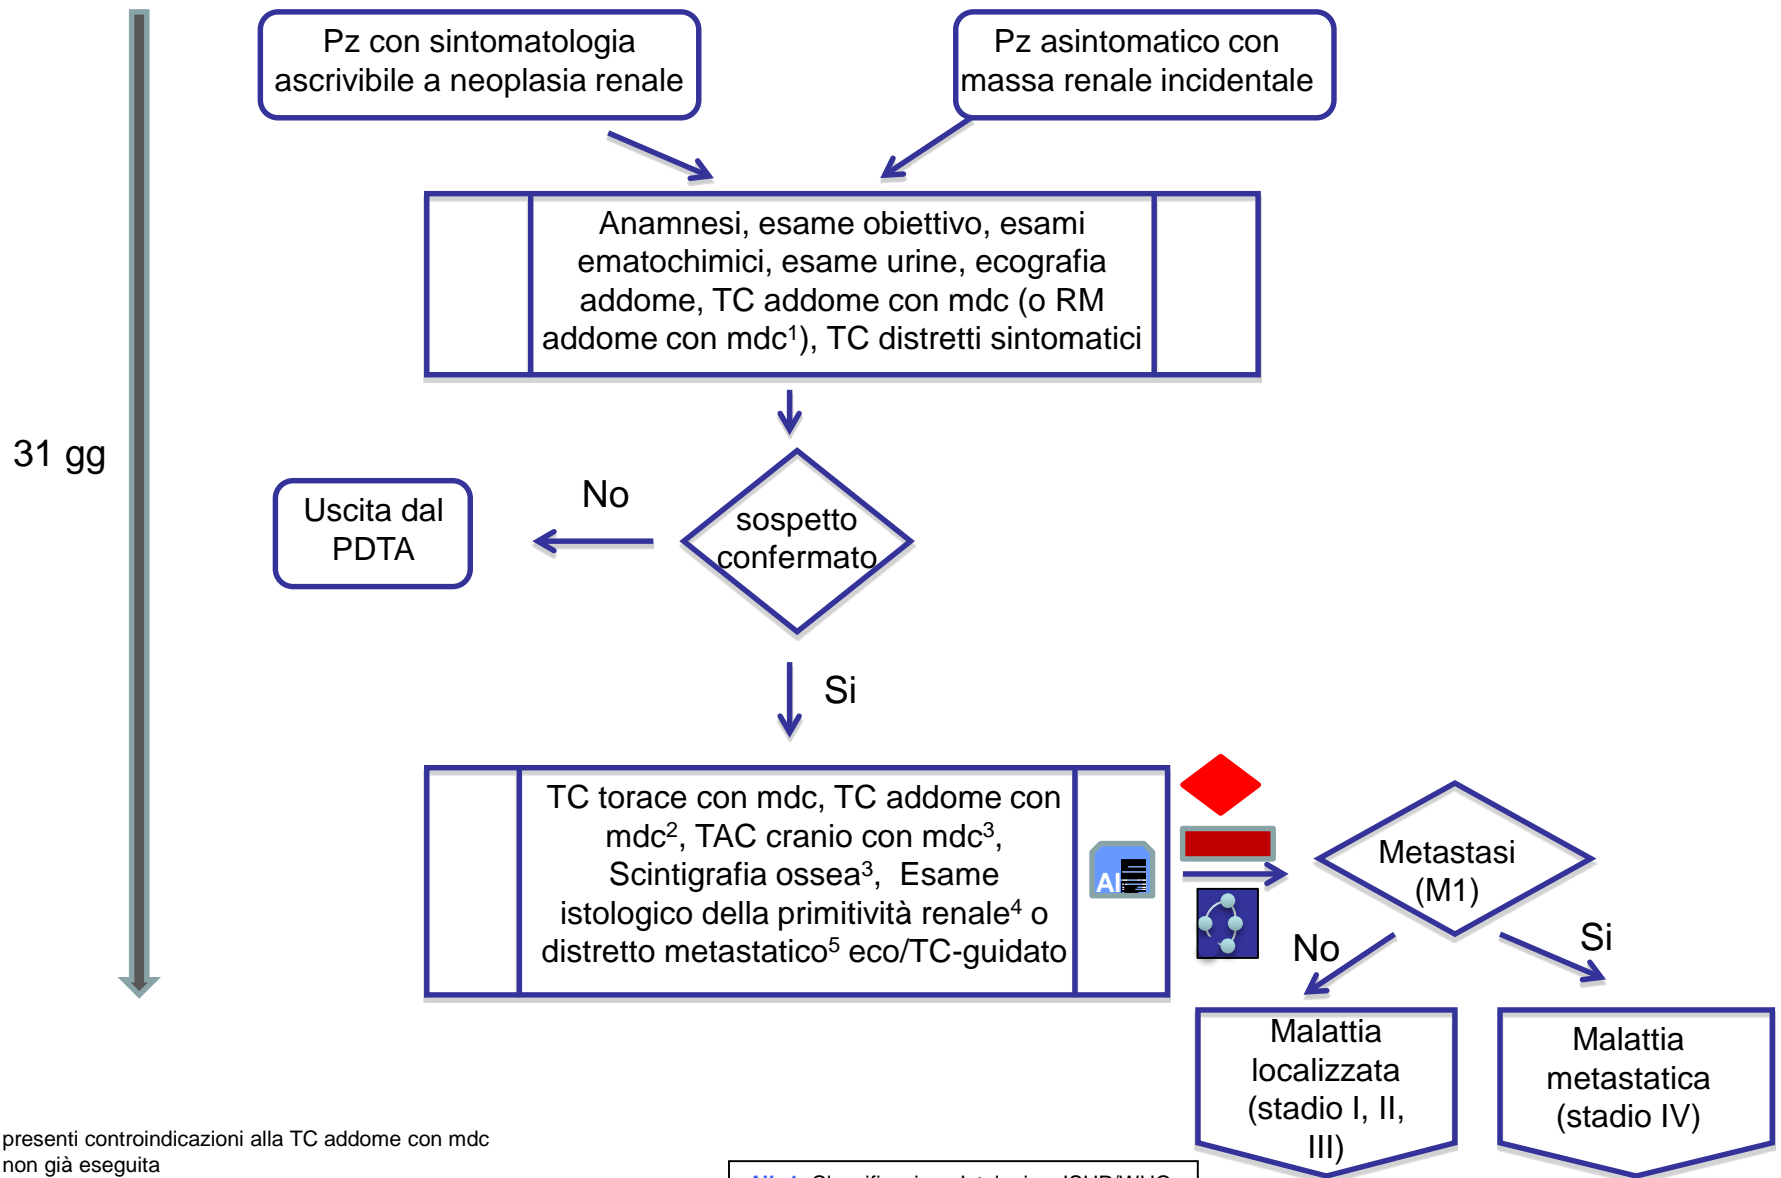 Pz con sintomatologia
ascrivibile a neoplasia renale
Pz asintomatico con
massa renale incidentale
Anamnesi, esame obiettivo, esami
ematochimici, esame urine, ecografia
addome, TC addome con mdc (o RM
addome con mdc¹), TC distretti sintomatici
31 gg
sospetto
confermato
No
Uscita dal
PDTA
Si
TC torace con mdc, TC addome con
mdc², TAC cranio con mdc³,
Scintigrafia ossea³, Esame
istologico della primitività renale⁴ o
distretto metastatico⁵ eco/TC-guidato
Metastasi
(M1)
No
Si
Malattia
localizzata
(stadio I, II,
III)
Malattia
metastatica
(stadio IV)
presenti controindicazioni alla TC addome con mdc
non già eseguita